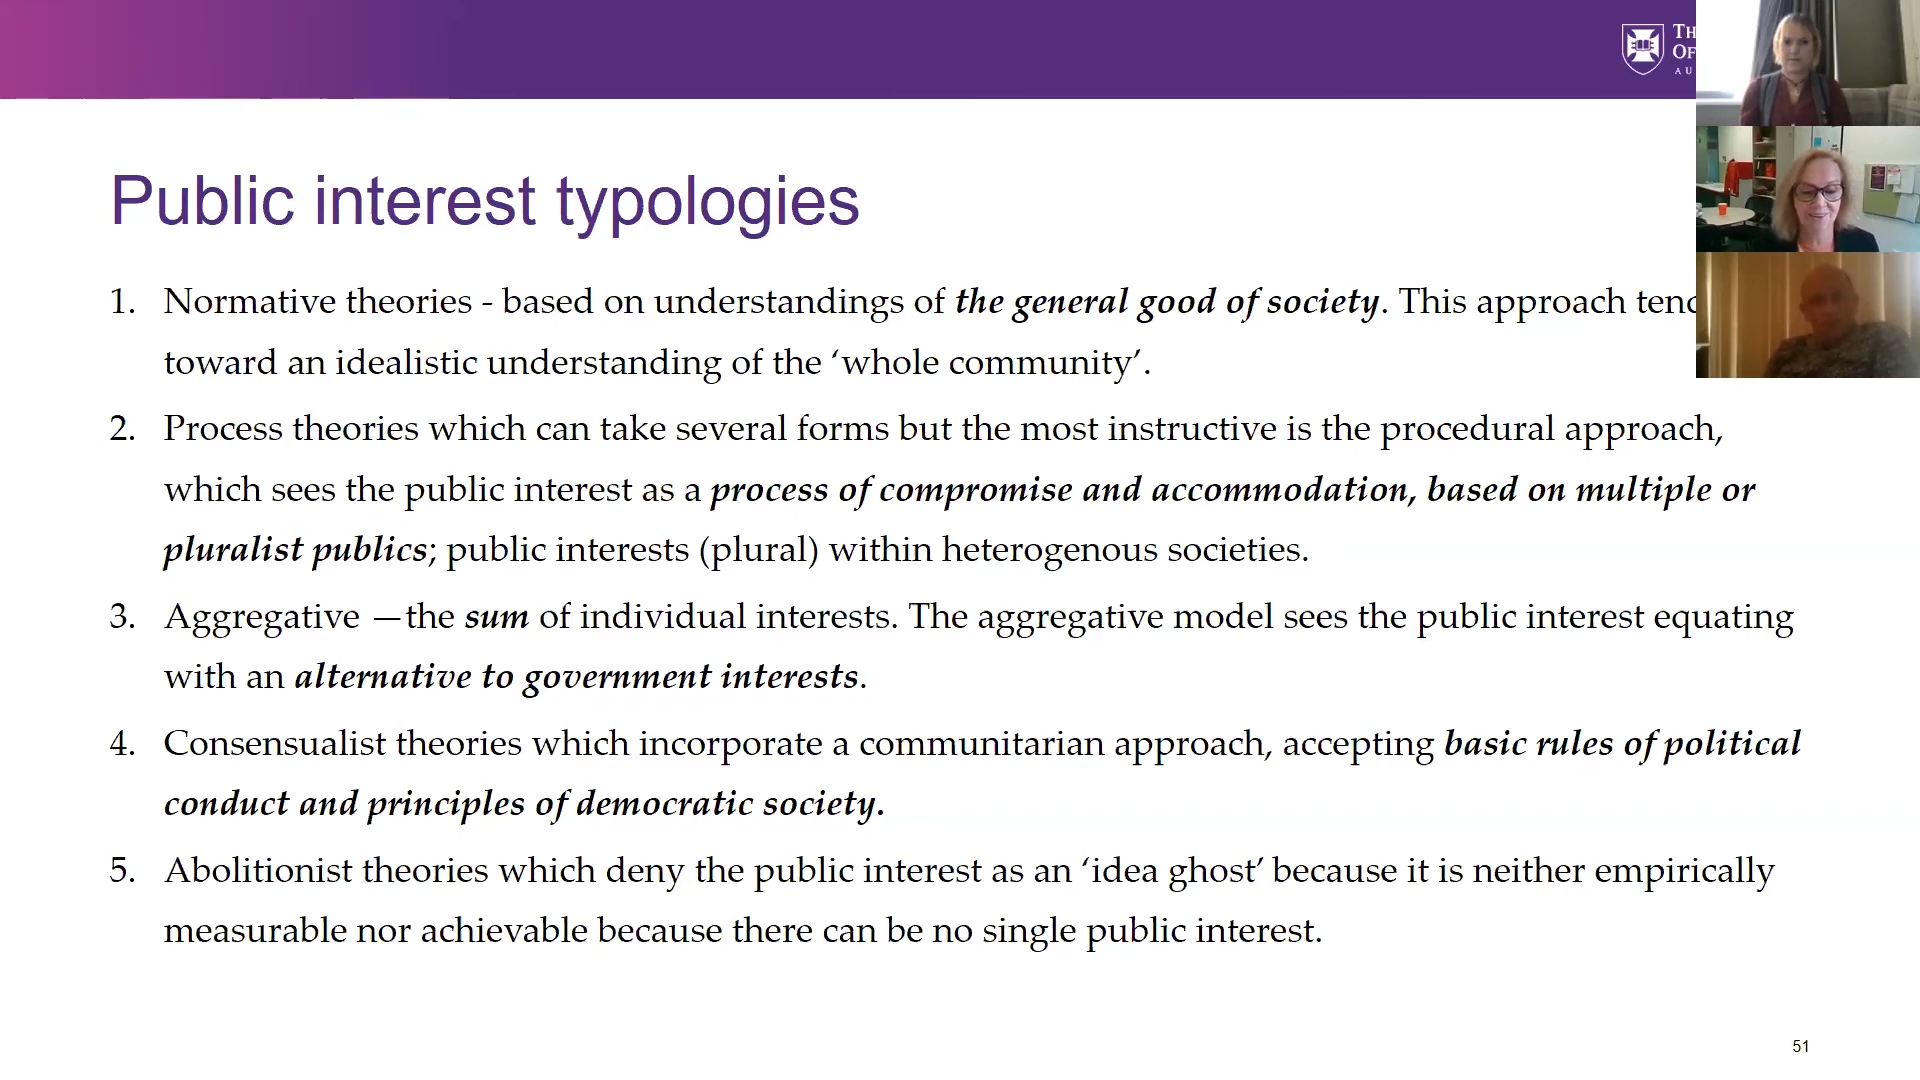 TH
OF
AU
Public interest typologies
1. Normative theories - based on understandings of the general good of society. This approach tend
toward an idealistic understanding of the ‘whole community’.
2. Process theories which can take several forms but the most instructive is the procedural approach,
which sees the public interest as a process of compromise and accommodation, based on multiple or
pluralist publics; public interests (plural) within heterogenous societies.
3. Aggregative —the sum of individual interests. The aggregative model sees the public interest equating
with an alternative to government interests.
4. Consensualist theories which incorporate a communitarian approach, accepting basic rules of political
conduct and principles of democratic society.
5. Abolitionist theories which deny the public interest as an ‘idea ghost’ because it is neither empirically
measurable nor achievable because there can be no single public interest.
51